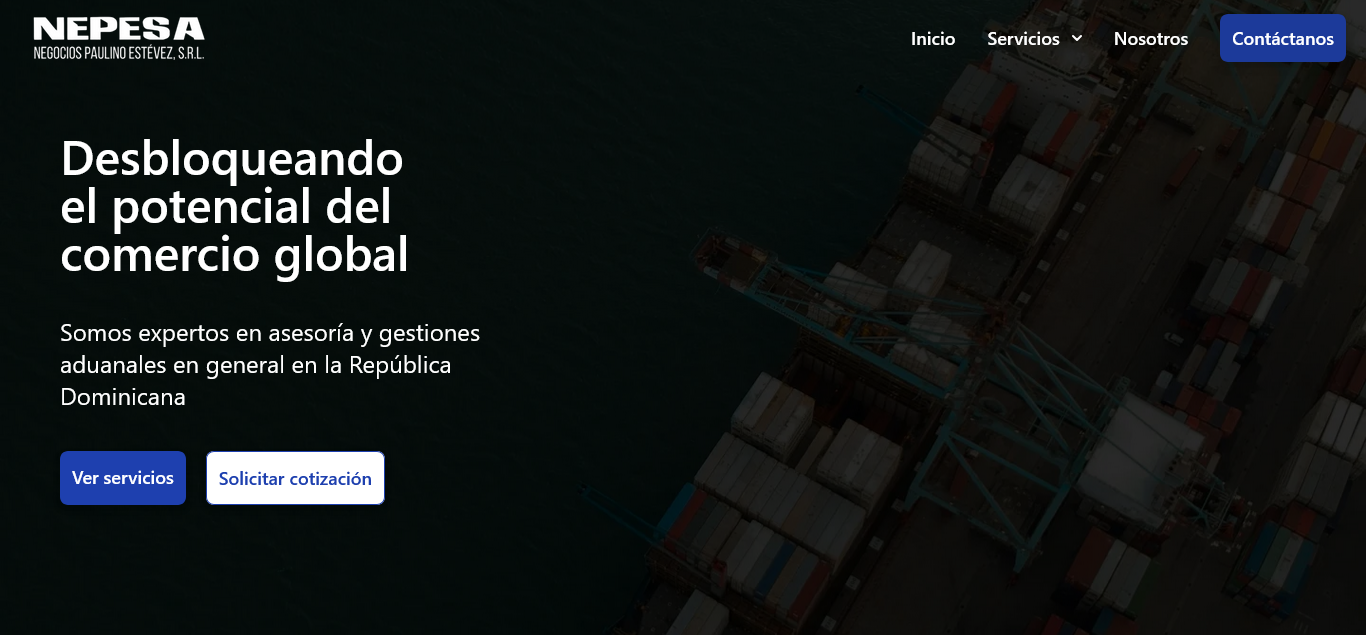 NEPESA
NEGOCIOS PAULINO ESTÉVEZ, S.R.L.
Inicio
Servicios
Nosotros
Contáctanos
Desbloqueando
el potencial del
comercio global
Somos expertos en asesoría y gestiones
aduanales en general en la República
Dominicana
Ver servicios
Solicitar cotización